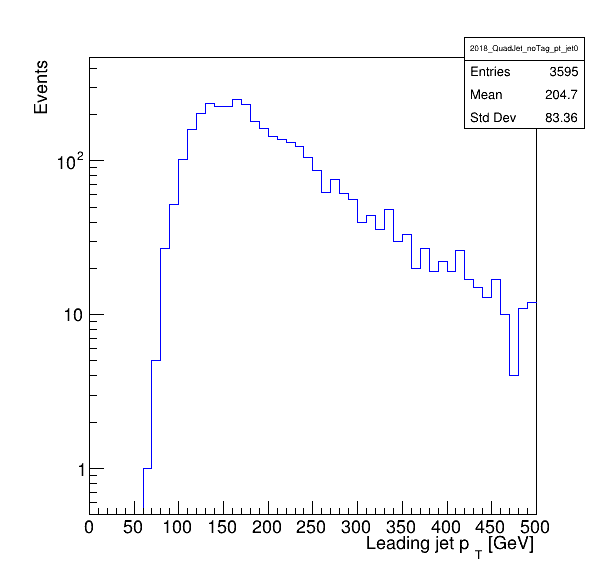 2018_QuadJet_noTag_pt_jet0
Entries 3595
Mean 204.7
Std Dev 83.36
Events
10²
10
1
0 50 100 150 200 250 300 350 400 450 500
Leading jet p_T [GeV]